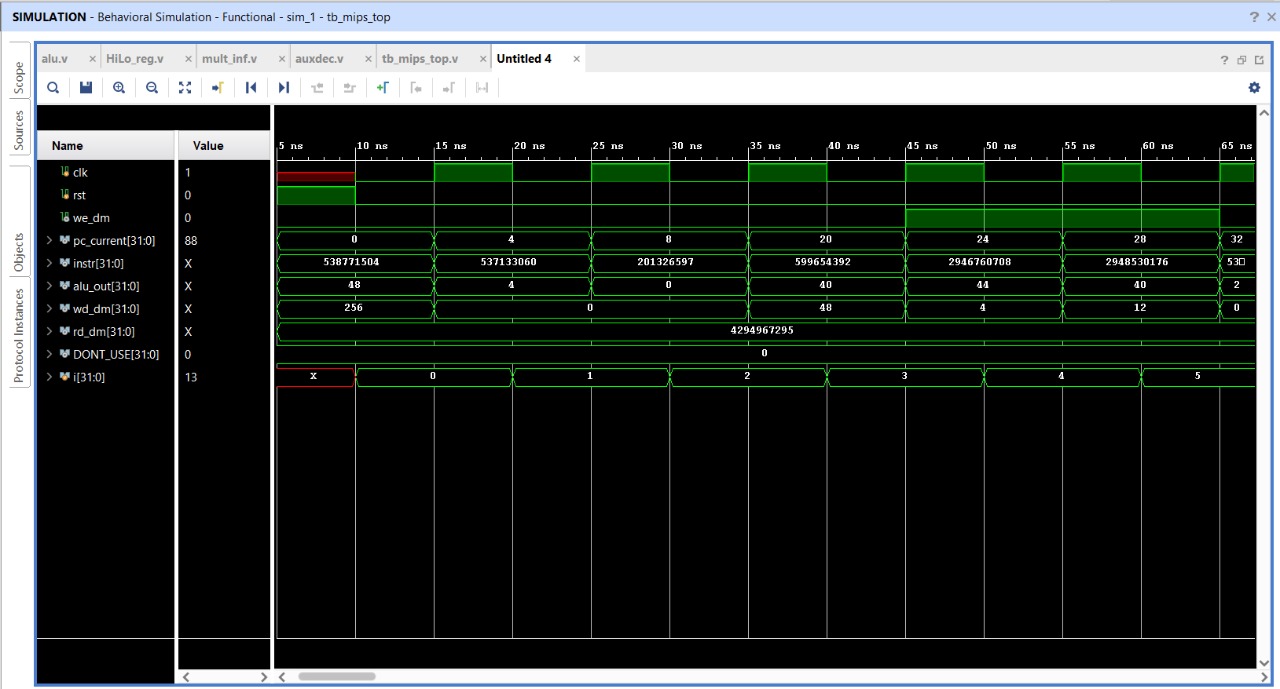 SIMULATION - Behavioral Simulation - Functional - sim_1 - tb_mips_top
alu.v HiLo_reg.v mult_inf.v auxdec.v tb_mips_top.v Untitled 4
Scope
Sources
Objects
Protocol Instances
Name Value
5 ns 10 ns 15 ns 20 ns 25 ns 30 ns 35 ns 40 ns 45 ns 50 ns 55 ns 60 ns 65 ns
clk 1
rst 0
we_dm 0
pc_current[31:0] 88 0 4 8 20 24 28 32
instr[31:0] X 538771504 537133060 201326597 599654392 2946760708 2948530176 53
alu_out[31:0] X 48 4 0 40 44 40 2
wd_dm[31:0] X 256 0 48 4 12 0
rd_dm[31:0] X 4294967295
DONT_USE[31:0] 0 0
i[31:0] 13 X 0 1 2 3 4 5